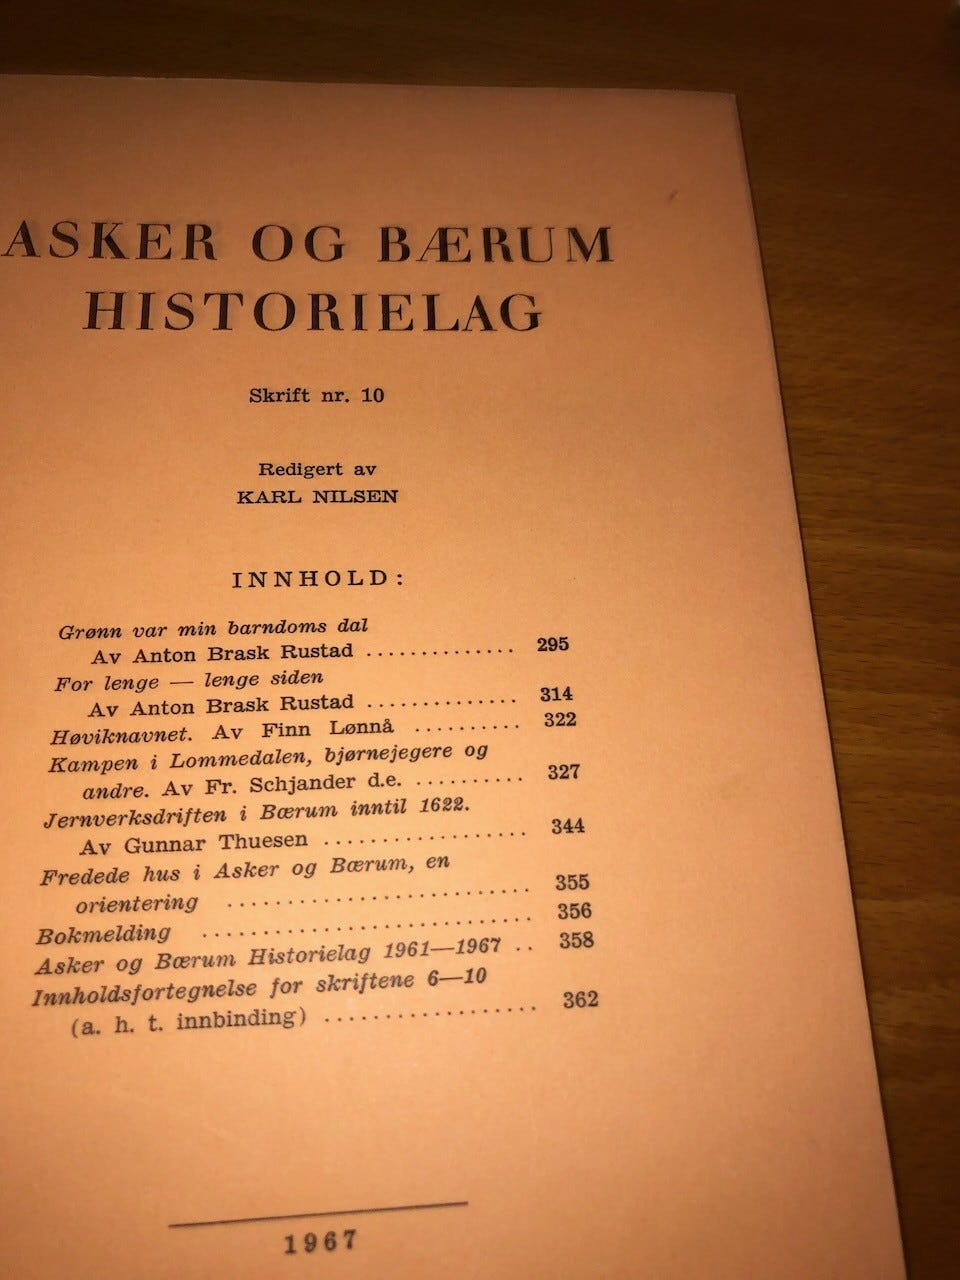 ASKER OG BÆRUM
HISTORIELAG
Skrift nr. 10
Redigert av
KARL NILSEN
INNHOLD:
Grønn var min barndoms dal
Av Anton Brask Rustad .............. 295
For lenge — lenge siden
Av Anton Brask Rustad .............. 314
Høviknavnet. Av Finn Lønnå .......... 322
Kampen i Lommedalen, bjørnejegere og
andre. Av Fr. Schjander d.e. .......... 327
Jernverksdriften i Bærum inntil 1622.
Av Gunnar Thuesen .................. 344
Fredede hus i Asker og Bærum, en
orientering ........................... 355
Bokmelding ............................. 356
Asker og Bærum Historielag 1961—1967 .. 358
Innholdsfortegnelse for skriftene 6—10
(a. h. t. innbinding) ................... 362
1967